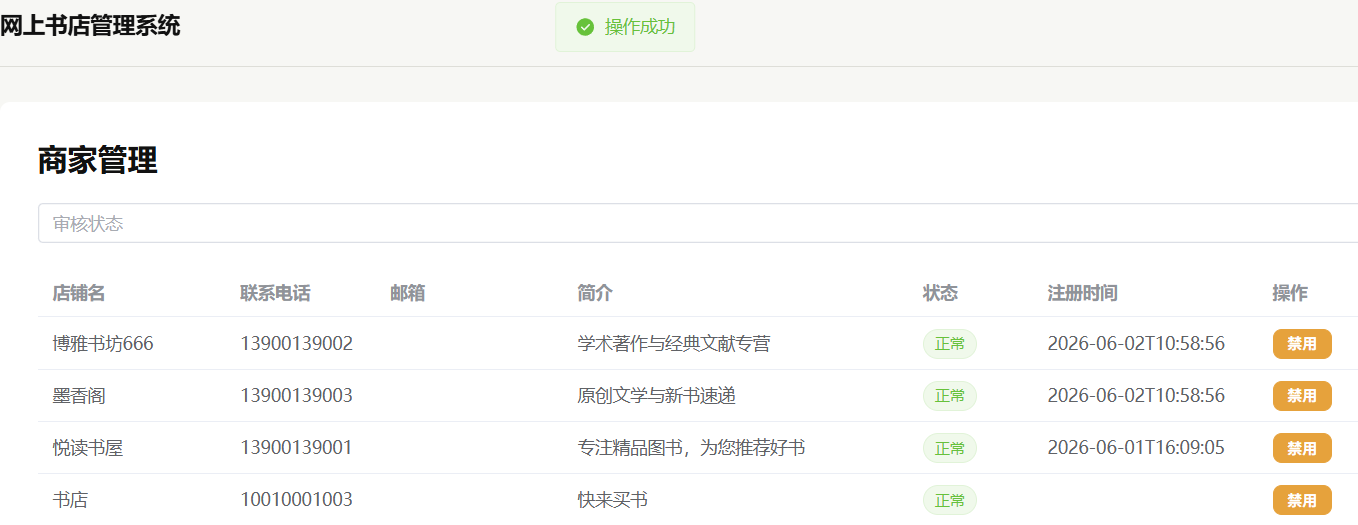 网上书店管理系统
操作成功
商家管理
审核状态
店铺名 联系电话 邮箱 简介 状态 注册时间 操作
博雅书坊666 13900139002 学术著作与经典文献专营 正常 2026-06-02T10:58:56 禁用
墨香阁 13900139003 原创文学与新书速递 正常 2026-06-02T10:58:56 禁用
悦读书屋 13900139001 专注精品图书，为您推荐好书 正常 2026-06-01T16:09:05 禁用
书店 10010001003 快来买书 正常 禁用